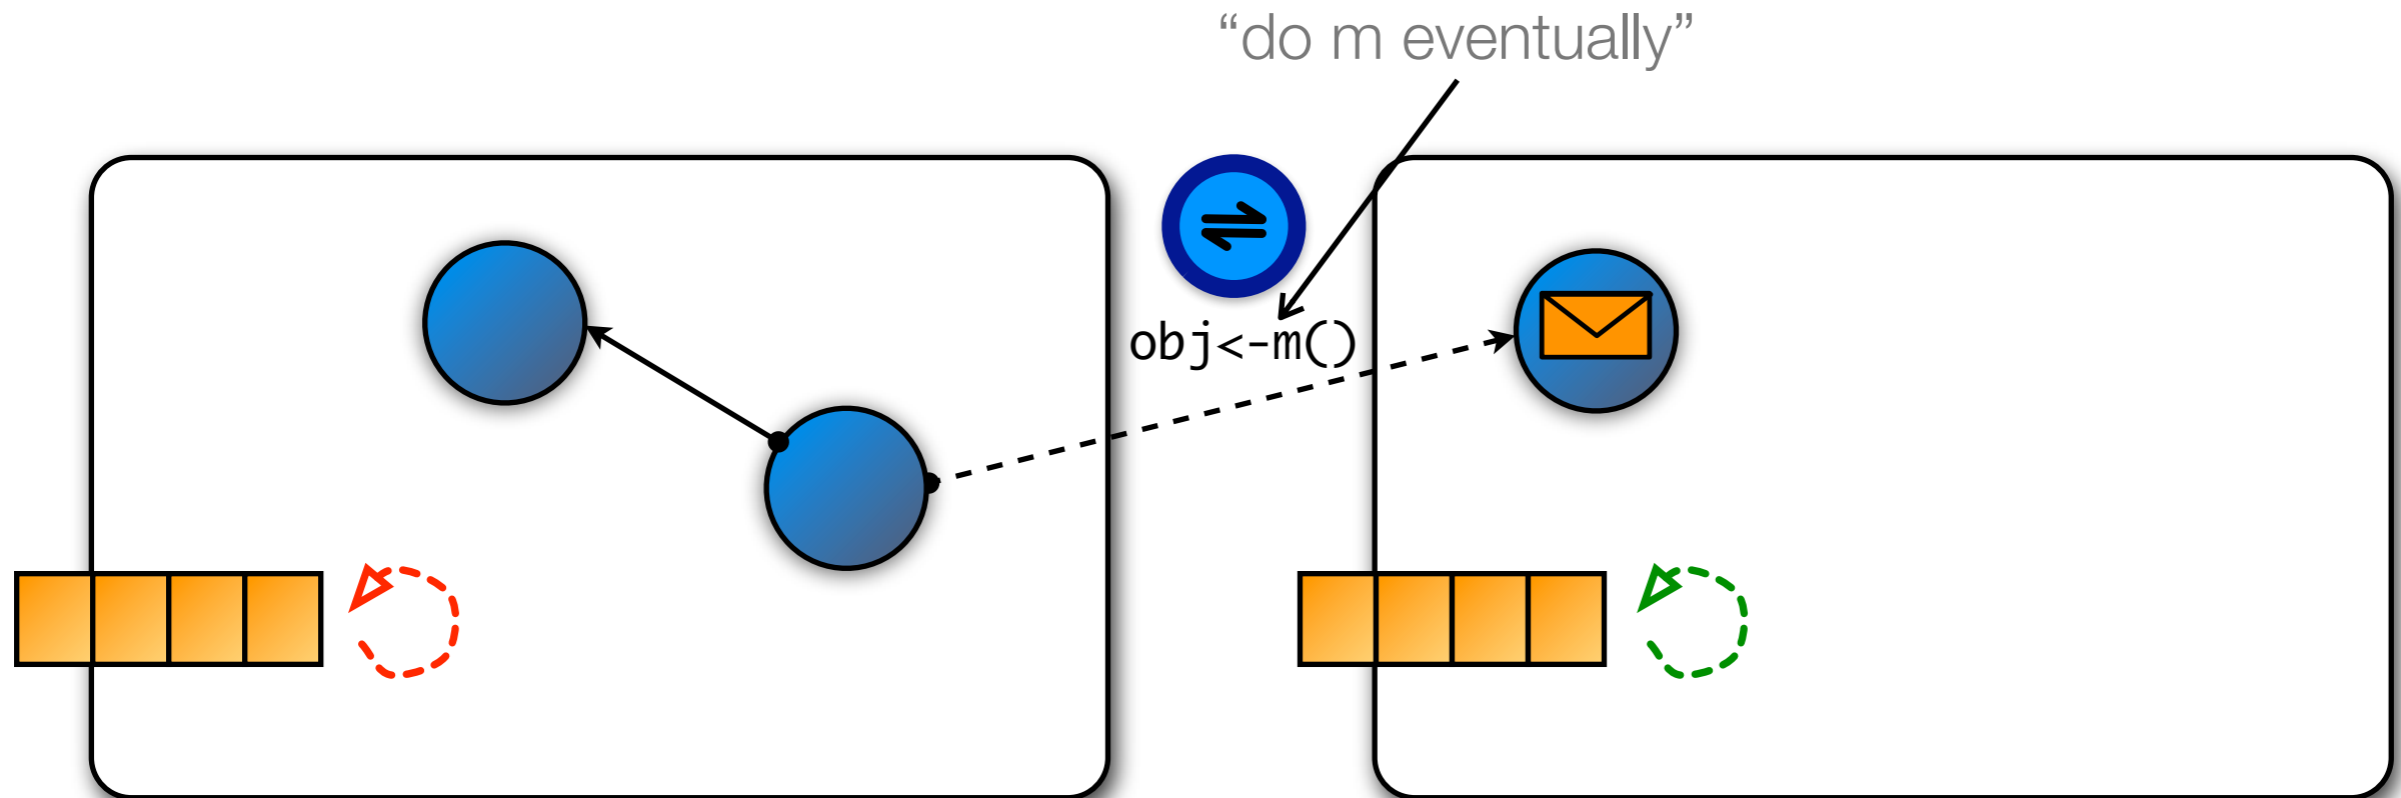 “do m eventually”
obj<-m()